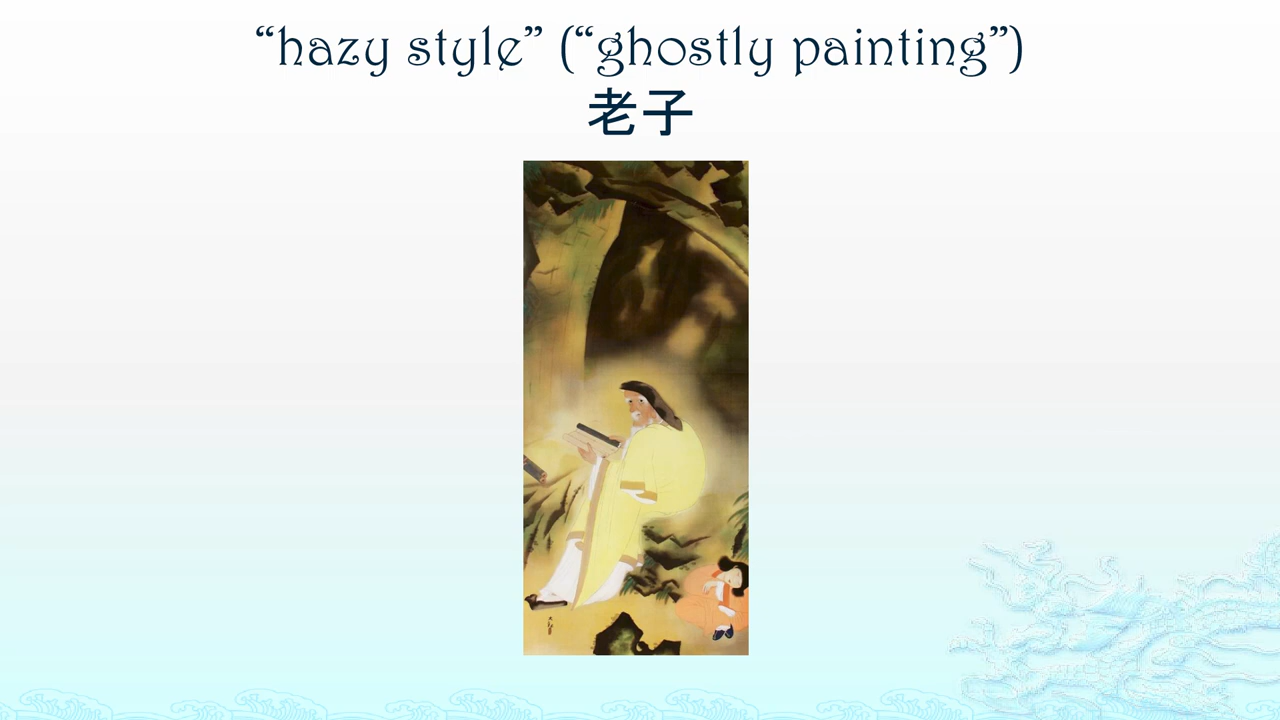 “hazy style” (“ghostly painting”)
老子